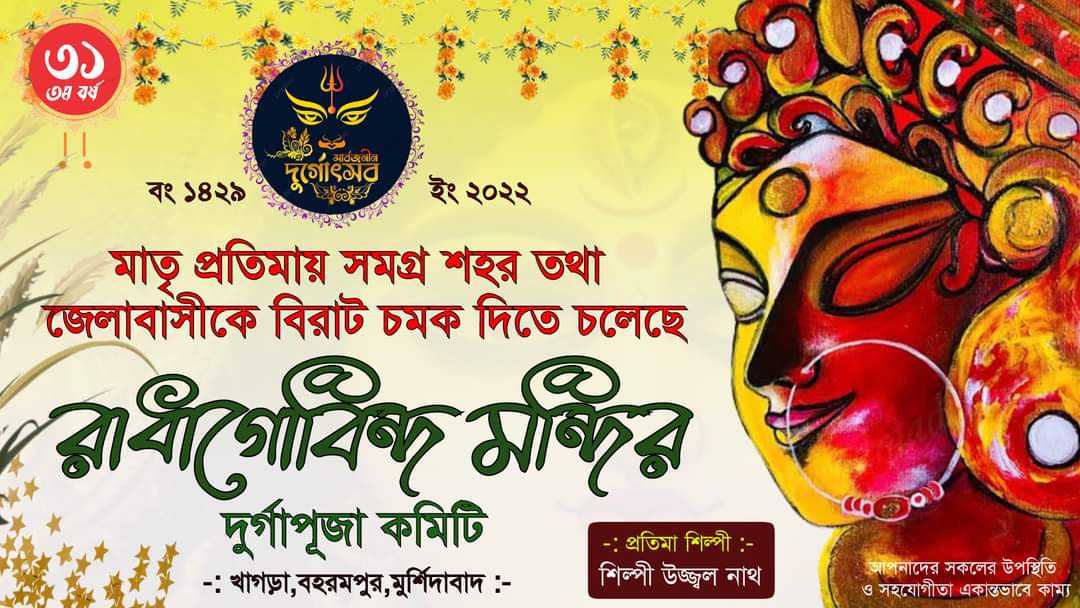 ৩১
তম বর্ষ
সার্বজনীন
দুর্গোৎসব
বং ১৪২৯
ইং ২০২২
মাতৃ প্রতিমায় সমগ্র শহর তথা
জেলাবাসীকে বিরাট চমক দিতে চলেছে
রাধাগোবিন্দ মন্দির
দুর্গাপূজা কমিটি
-: খাগড়া,বহরমপুর,মুর্শিদাবাদ :-
-: প্রতিমা শিল্পী :-
শিল্পী উজ্জ্বল নাথ
আপনাদের সকলের উপস্থিতি
ও সহযোগীতা একান্তভাবে কাম্য